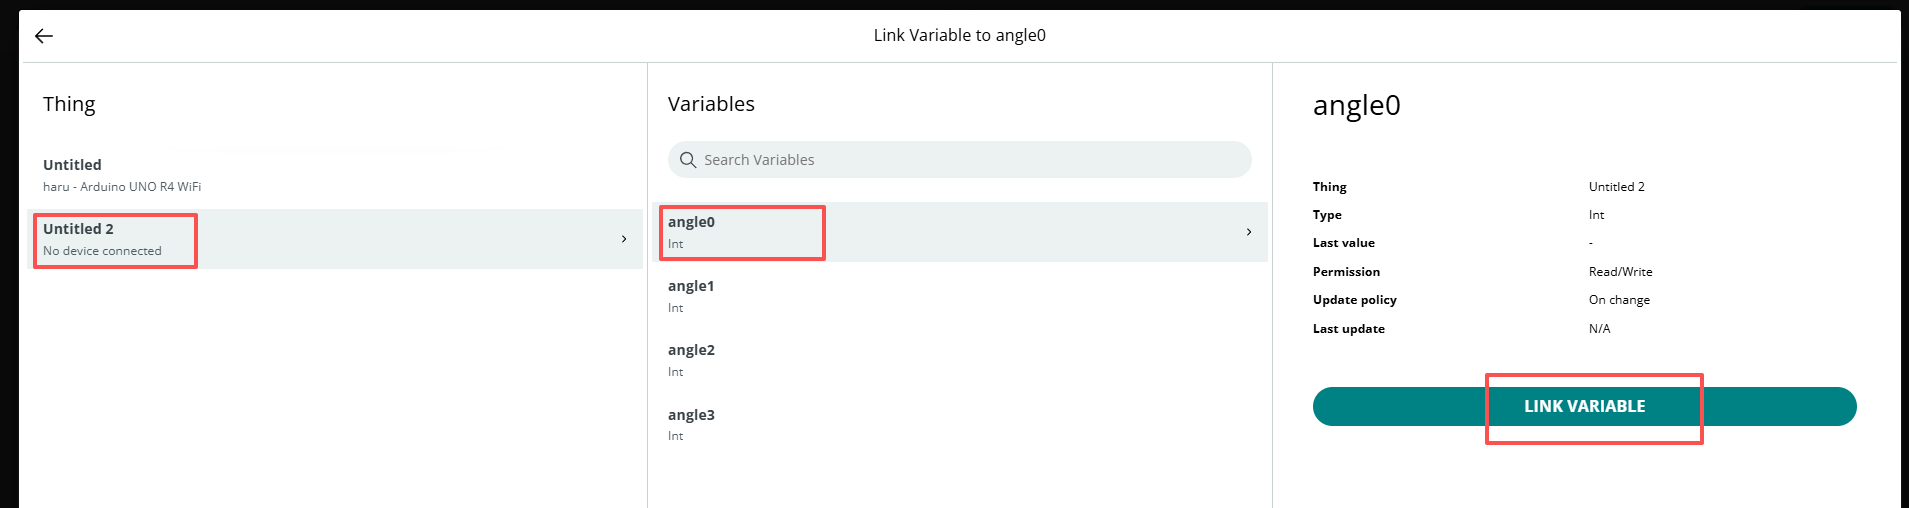 Link Variable to angle0
Thing
Untitled
haru - Arduino UNO R4 WiFi
Untitled 2
No device connected
Variables
Search Variables
angle0
Int
angle1
Int
angle2
Int
angle3
Int
angle0
Thing Untitled 2
Type Int
Last value -
Permission Read/Write
Update policy On change
Last update N/A
LINK VARIABLE